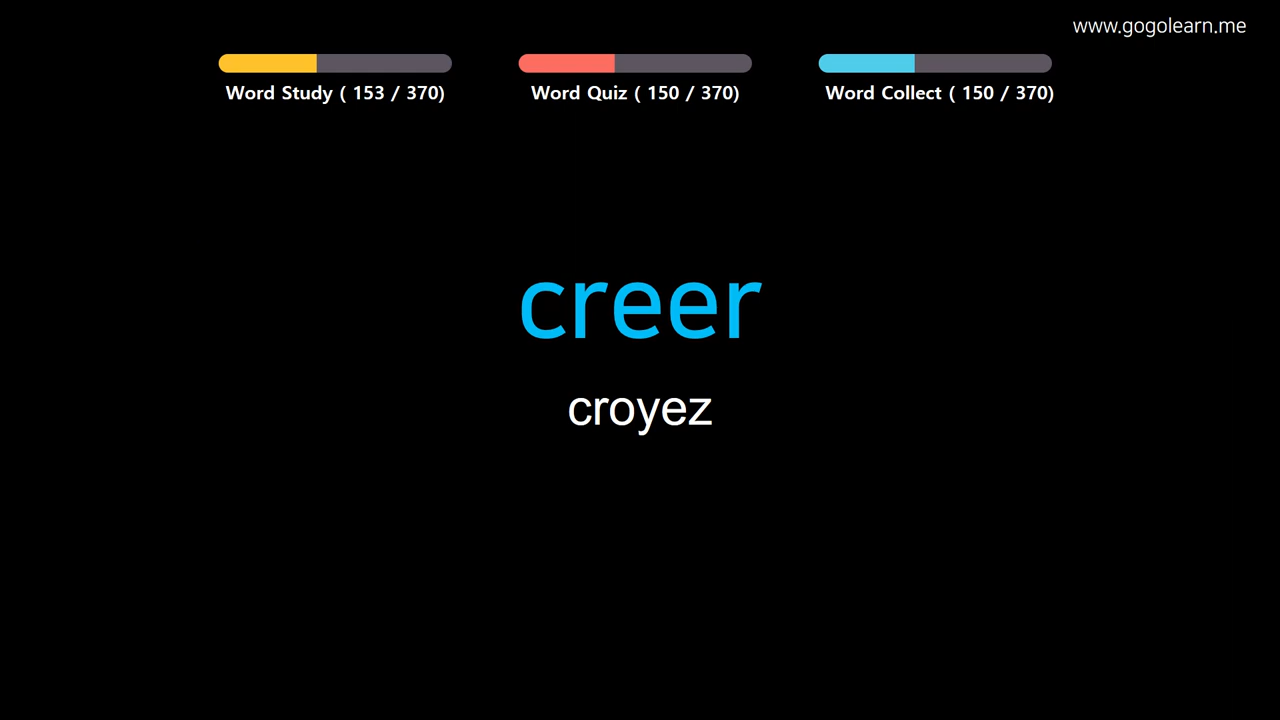 www.gogolearn.me
Word Study ( 153 / 370)
Word Quiz ( 150 / 370)
Word Collect ( 150 / 370)
creer
croyez